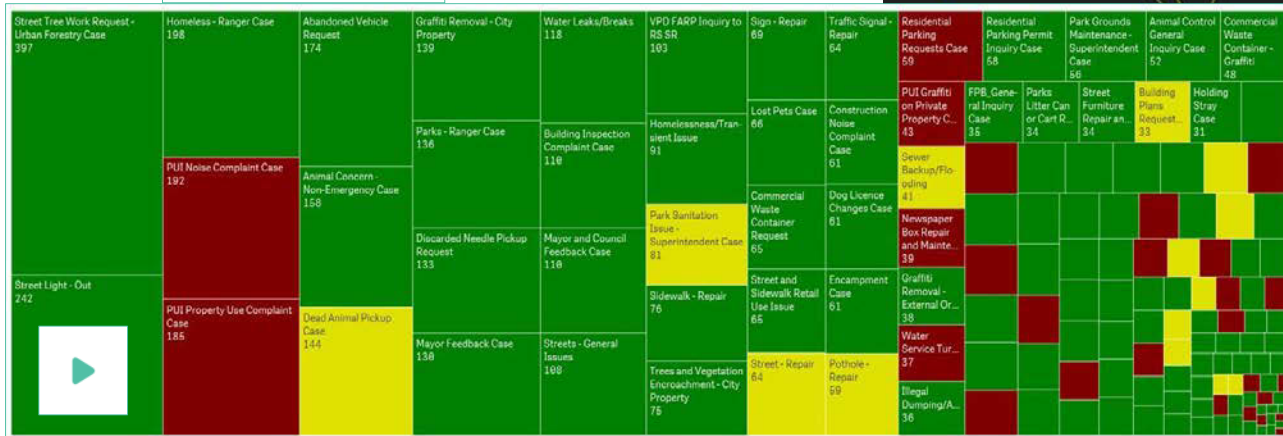 Street Tree Work Request -
Urban Forestry Case
397
Street Light - Out
242
Homeless - Ranger Case
198
PUI Noise Complaint Case
192
PUI Property Use Complaint
Case
185
Abandoned Vehicle
Request
174
Animal Concern -
Non-Emergency Case
158
Dead Animal Pickup
Case
144
Graffiti Removal - City
Property
139
Parks - Ranger Case
136
Discarded Needle Pickup
Request
133
Mayor Feedback Case
130
Water Leaks/Breaks
118
Building Inspection
Complaint Case
110
Mayor and Council
Feedback Case
110
Streets - General
Issues
108
VPD FARP Inquiry to
RS SR
103
Homelessness/Tran-
sient Issue
91
Park Sanitation
Issue -
Superintendent Case
81
Sidewalk - Repair
76
Trees and Vegetation
Encroachment - City
Property
75
Sign - Repair
69
Lost Pets Case
66
Commercial
Waste
Container
Request
65
Street and
Sidewalk Retail
Use Issue
65
Street - Repair
64
Traffic Signal -
Repair
64
Construction
Noise
Complaint
Case
61
Dog Licence
Changes Case
61
Encampment
Case
61
Pothole -
Repair
59
Residential
Parking
Requests Case
59
Residential
Parking Permit
Inquiry Case
58
Park Grounds
Maintenance -
Superintendent
Case
56
Animal Control
General
Inquiry Case
52
Commercial
Waste
Container -
Graffiti
48
PUI Graffiti
on Private
Property C...
43
Sewer
Backup/Flo-
oding
41
Newspaper
Box Repair
and Mainte...
39
Graffiti
Removal -
External Or...
38
Water
Service Tur...
37
Illegal
Dumping/A...
36
FPB_Gene-
ral Inquiry
Case
35
Parks
Litter Can
or Cart R...
34
Street
Furniture
Repair an...
34
Building
Plans
Request...
33
Holding
Stray
Case
31